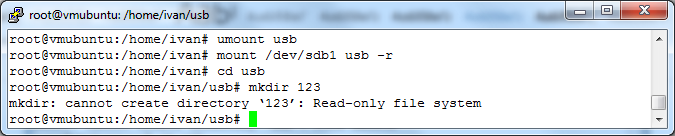 root@vmubuntu: /home/ivan/usb
root@vmubuntu:/home/ivan# umount usb
root@vmubuntu:/home/ivan# mount /dev/sdb1 usb -r
root@vmubuntu:/home/ivan# cd usb
root@vmubuntu:/home/ivan/usb# mkdir 123
mkdir: cannot create directory ‘123’: Read-only file system
root@vmubuntu:/home/ivan/usb#